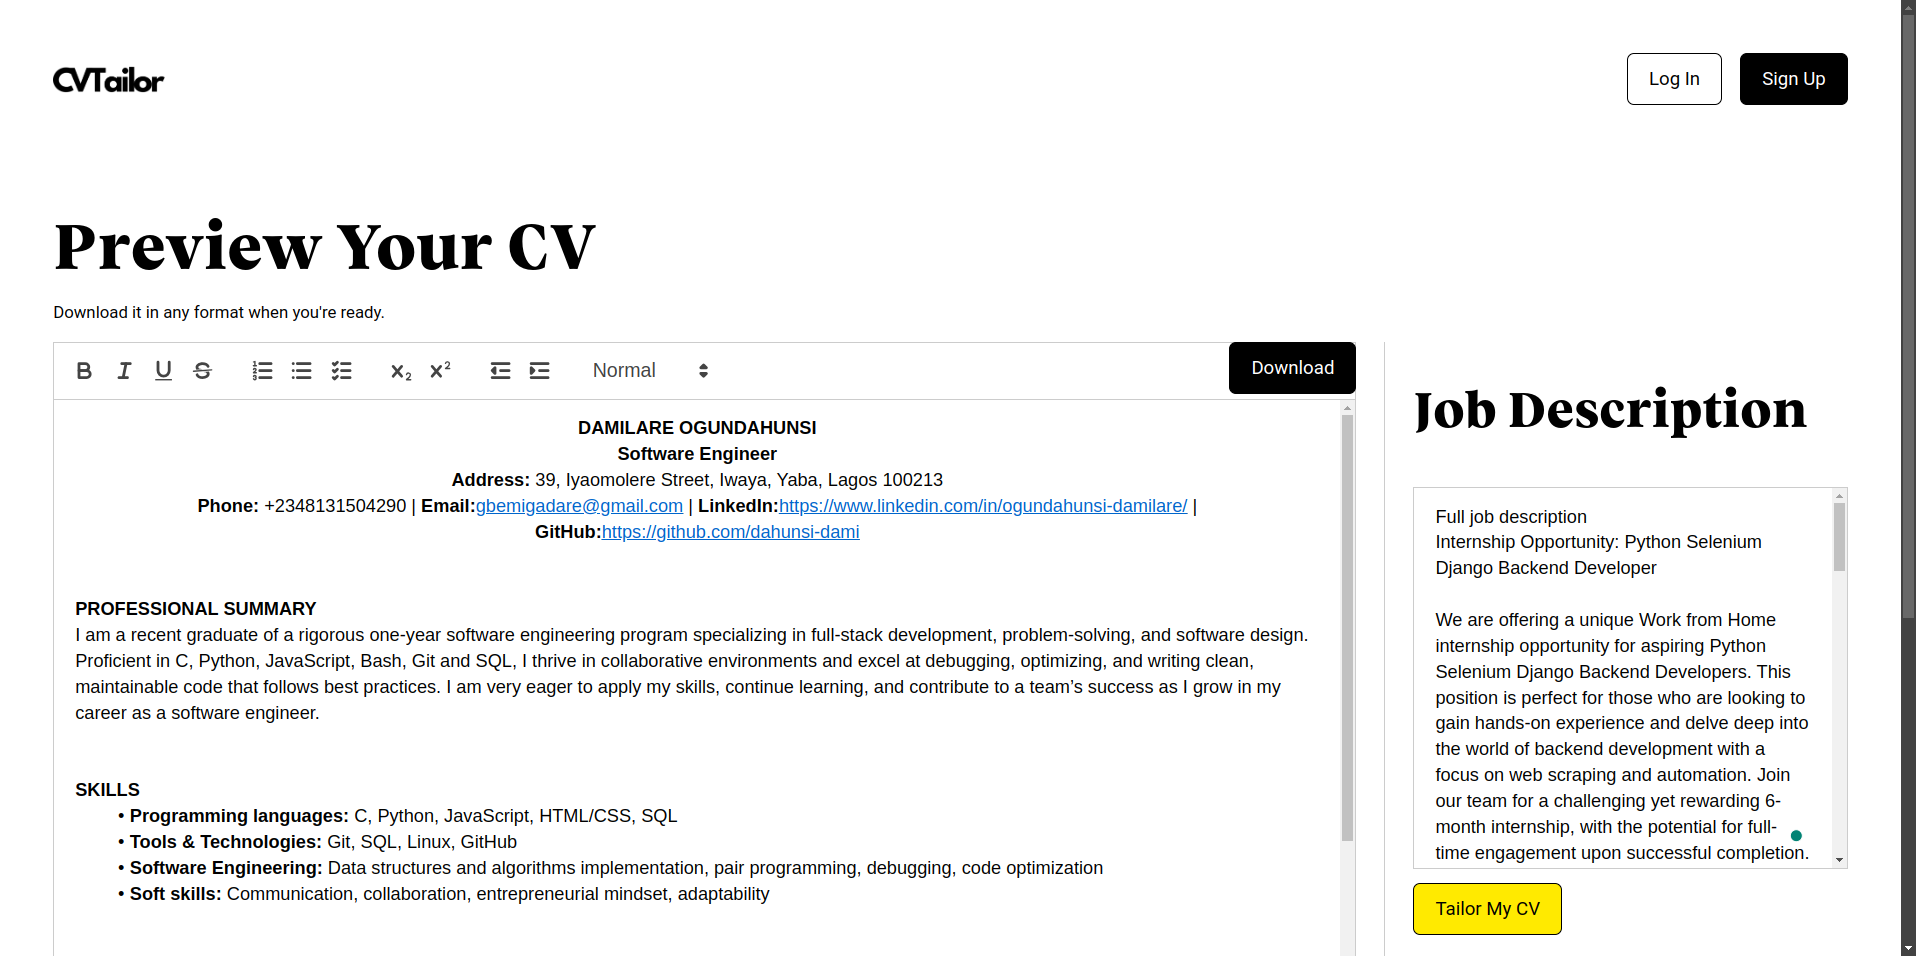 CVTailor
Log In
Sign Up
Preview Your CV
Download it in any format when you're ready.
B I U S
x₂ x²
Normal
Download
DAMILARE OGUNDAHUNSI
Software Engineer
Address: 39, Iyaomolere Street, Iwaya, Yaba, Lagos 100213
Phone: +2348131504290 | Email:gbemigadare@gmail.com | LinkedIn:https://www.linkedin.com/in/ogundahunsi-damilare/ |
GitHub:https://github.com/dahunsi-dami
PROFESSIONAL SUMMARY
I am a recent graduate of a rigorous one-year software engineering program specializing in full-stack development, problem-solving, and software design.
Proficient in C, Python, JavaScript, Bash, Git and SQL, I thrive in collaborative environments and excel at debugging, optimizing, and writing clean,
maintainable code that follows best practices. I am very eager to apply my skills, continue learning, and contribute to a team’s success as I grow in my
career as a software engineer.
SKILLS
• Programming languages: C, Python, JavaScript, HTML/CSS, SQL
• Tools & Technologies: Git, SQL, Linux, GitHub
• Software Engineering: Data structures and algorithms implementation, pair programming, debugging, code optimization
• Soft skills: Communication, collaboration, entrepreneurial mindset, adaptability
Job Description
Full job description
Internship Opportunity: Python Selenium
Django Backend Developer
We are offering a unique Work from Home
internship opportunity for aspiring Python
Selenium Django Backend Developers. This
position is perfect for those who are looking to
gain hands-on experience and delve deep into
the world of backend development with a
focus on web scraping and automation. Join
our team for a challenging yet rewarding 6-
month internship, with the potential for full-
time engagement upon successful completion.
Tailor My CV